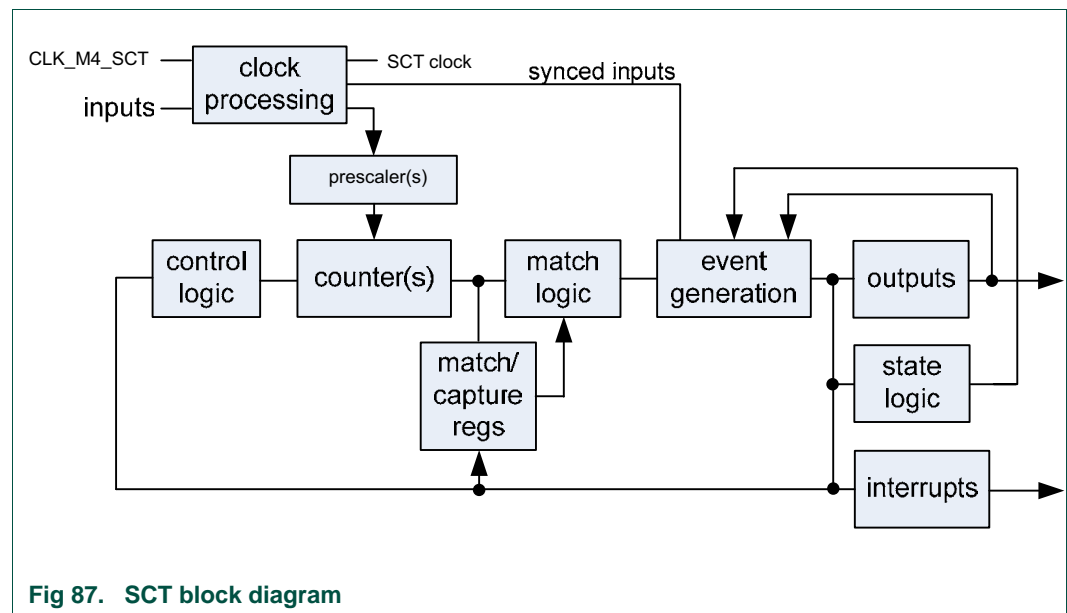 CLK_M4_SCT
SCT clock
clock
processing
synced inputs
inputs
prescaler(s)
control
logic
counter(s)
match
logic
event
generation
outputs
match/
capture
regs
state
logic
interrupts
Fig 87. SCT block diagram